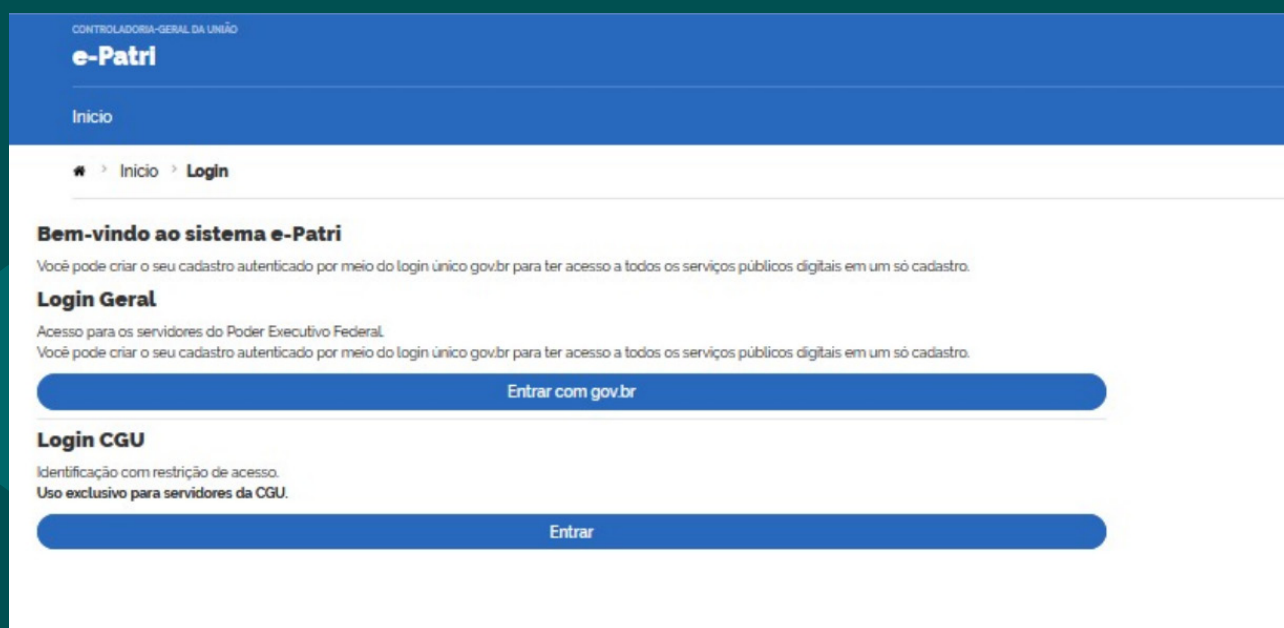 CONTROLADORIA-GERAL DA UNIÃO
e-Patri
Inicio
Inicio > Login
Bem-vindo ao sistema e-Patri
Você pode criar o seu cadastro autenticado por meio do login único gov.br para ter acesso a todos os serviços públicos digitais em um só cadastro.
Login Geral
Acesso para os servidores do Poder Executivo Federal.
Você pode criar o seu cadastro autenticado por meio do login único gov.br para ter acesso a todos os serviços públicos digitais em um só cadastro.
Entrar com gov.br
Login CGU
Identificação com restrição de acesso.
Uso exclusivo para servidores da CGU.
Entrar